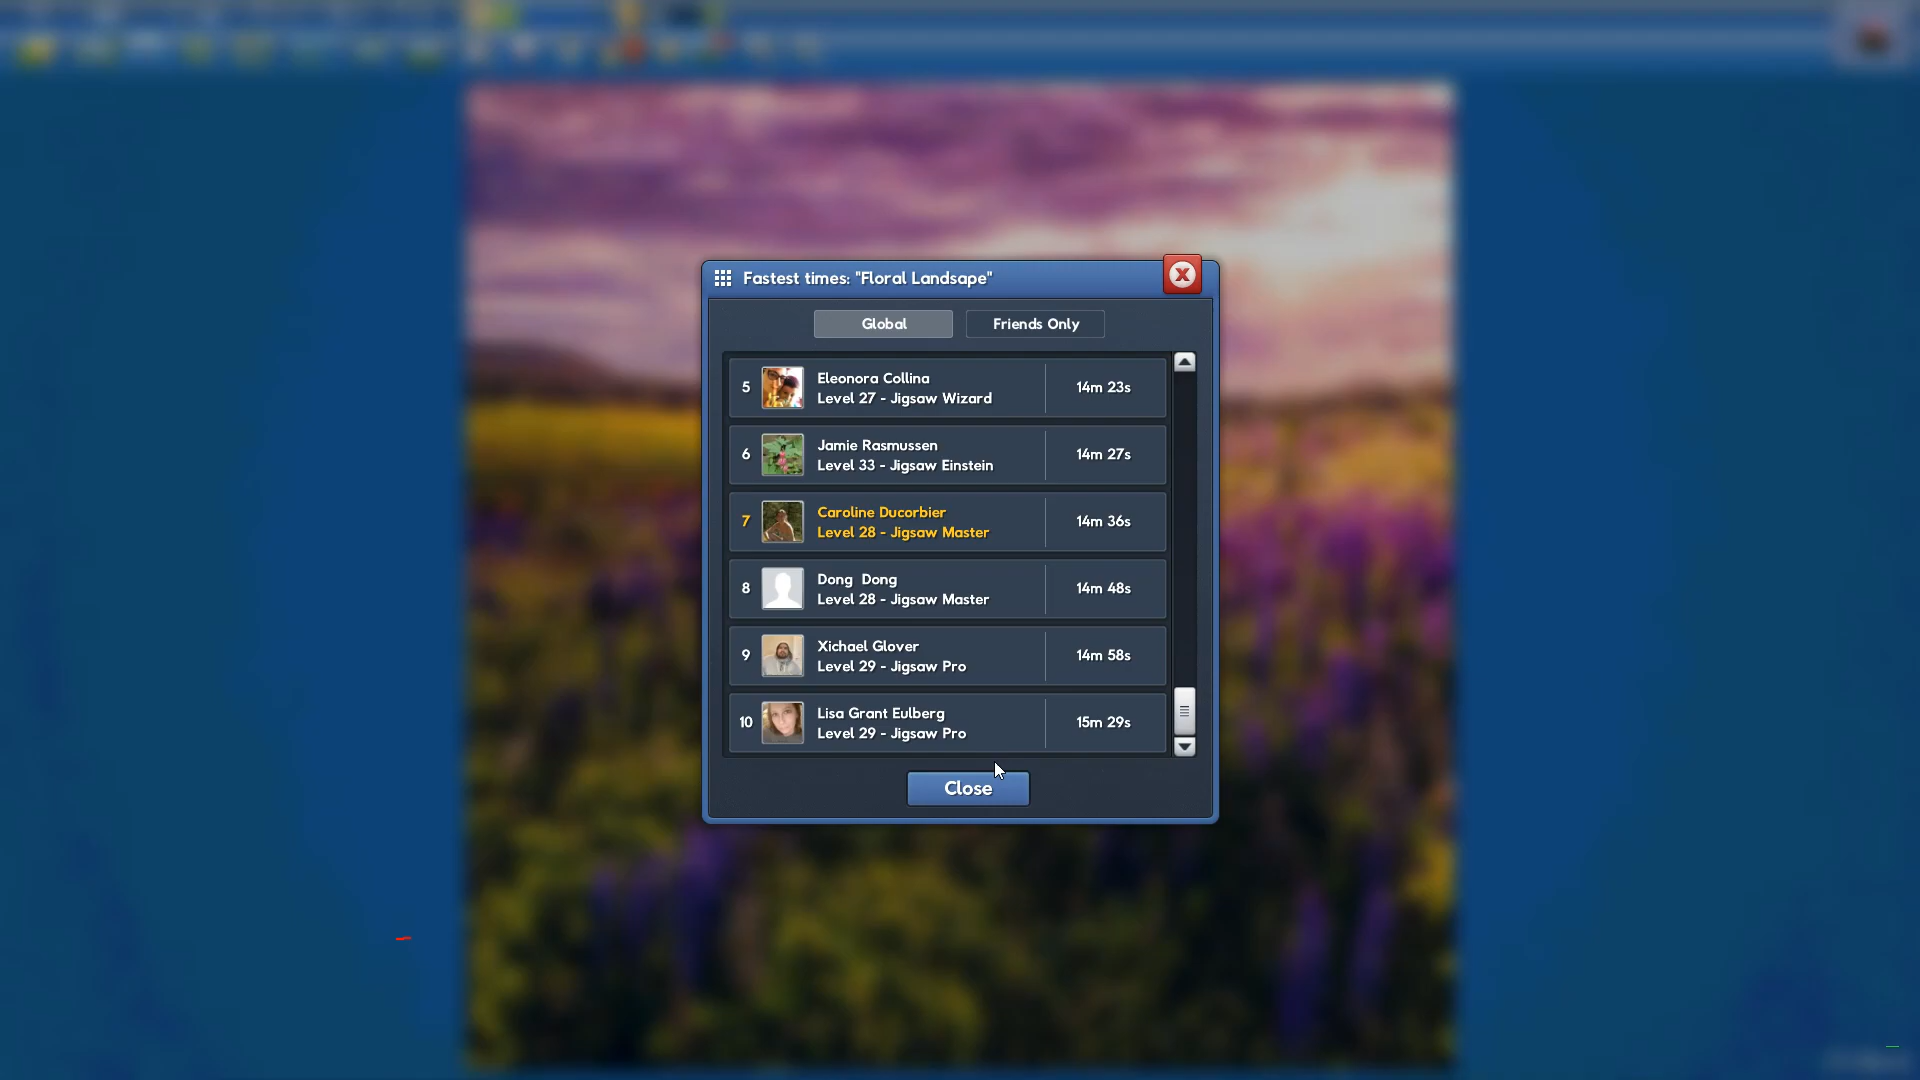 Fastest times: "Floral Landsape"
Global
Friends Only
5
Eleonora Collina
Level 27 - Jigsaw Wizard
14m 23s
6
Jamie Rasmussen
Level 33 - Jigsaw Einstein
14m 27s
7
Caroline Ducorbier
Level 28 - Jigsaw Master
14m 36s
8
Dong  Dong
Level 28 - Jigsaw Master
14m 48s
9
Xichael Glover
Level 29 - Jigsaw Pro
14m 58s
10
Lisa Grant Eulberg
Level 29 - Jigsaw Pro
15m 29s
Close